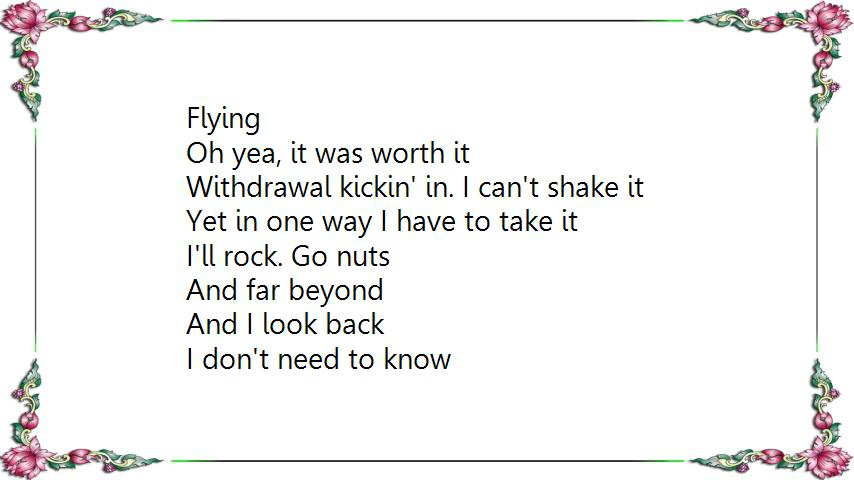 Flying
Oh yea, it was worth it
Withdrawal kickin' in. I can't shake it
Yet in one way I have to take it
I'll rock. Go nuts
And far beyond
And I look back
I don't need to know